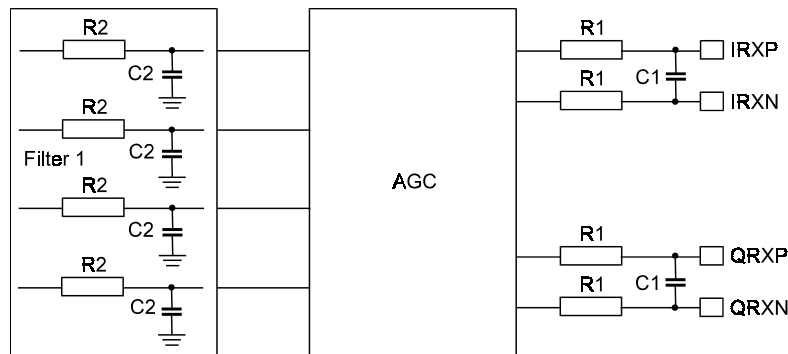 R2
C2
R2
C2
Filter 1
R2
C2
R2
C2
AGC
R1
IRXP
R1
C1
IRXN
R1
QRXP
R1
C1
QRXN